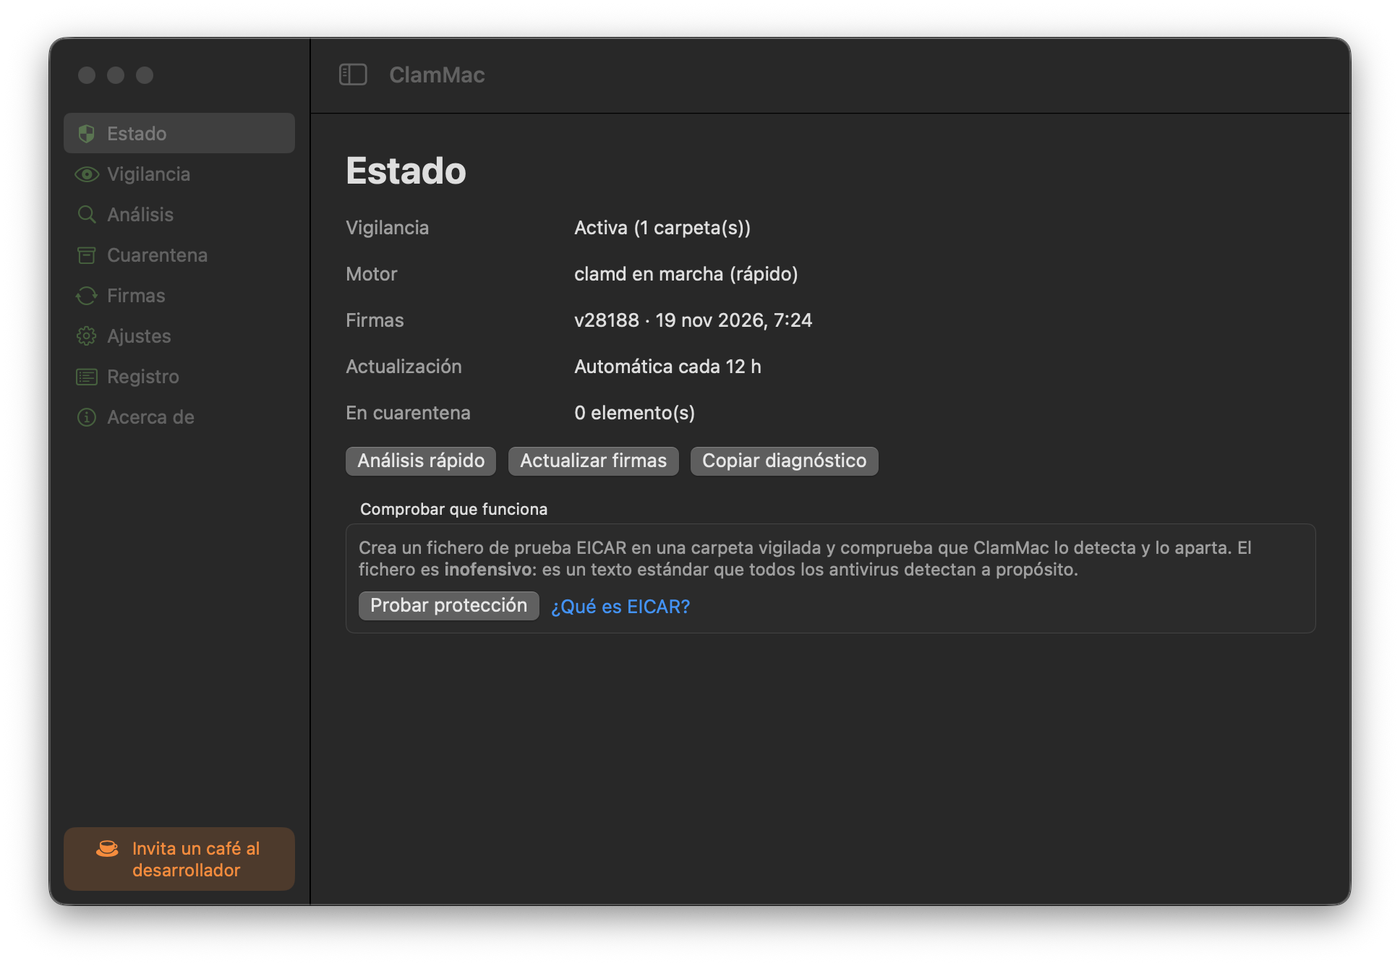 ClamMac
Estado
Vigilancia
Análisis
Cuarentena
Firmas
Ajustes
Registro
Acerca de
Invita un café al
desarrollador
Estado
Vigilancia Activa (1 carpeta(s))
Motor clamd en marcha (rápido)
Firmas v28188 · 19 nov 2026, 7:24
Actualización Automática cada 12 h
En cuarentena 0 elemento(s)
Análisis rápido Actualizar firmas Copiar diagnóstico
Comprobar que funciona
Crea un fichero de prueba EICAR en una carpeta vigilada y comprueba que ClamMac lo detecta y lo aparta. El
fichero es inofensivo: es un texto estándar que todos los antivirus detectan a propósito.
Probar protección ¿Qué es EICAR?